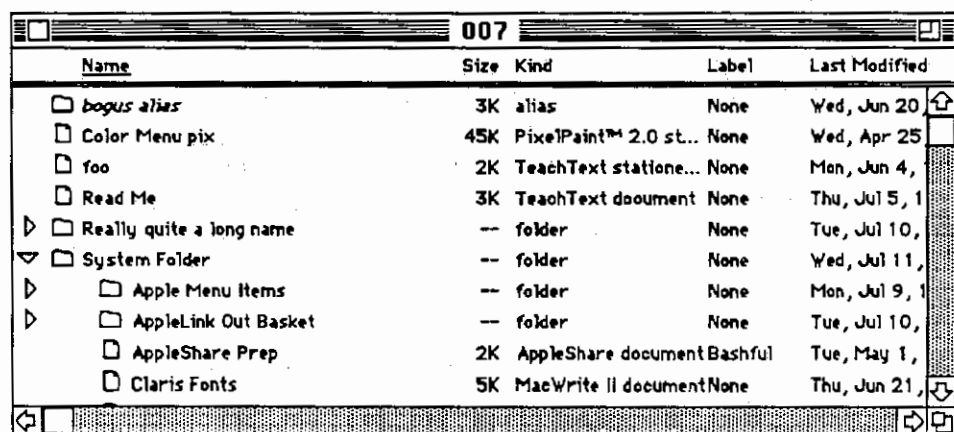 007
Name Size Kind Label Last Modified
bogus alias 3K alias None Wed, Jun 20,
Color Menu pix 45K PixelPaint™ 2.0 st... None Wed, Apr 25
foo 2K TeachText statione... None Mon, Jun 4,
Read Me 3K TeachText document None Thu, Jul 5, 1
Really quite a long name -- folder None Tue, Jul 10,
System Folder -- folder None Wed, Jul 11,
Apple Menu Items -- folder None Mon, Jul 9, 1
AppleLink Out Basket -- folder None Tue, Jul 10,
AppleShare Prep 2K AppleShare document Bashful Tue, May 1,
Claris Fonts 5K MacWrite II document None Thu, Jun 21,